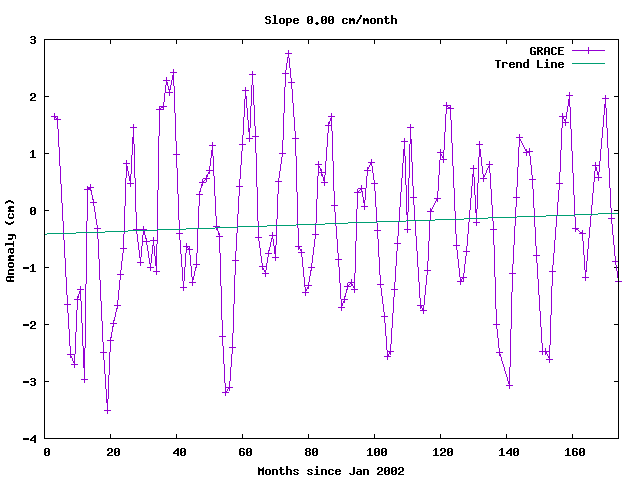 Slope 0.00 cm/month
GRACE
Trend Line
3
2
1
0
-1
-2
-3
-4
Anomaly (cm)
0 20 40 60 80 100 120 140 160
Months since Jan 2002